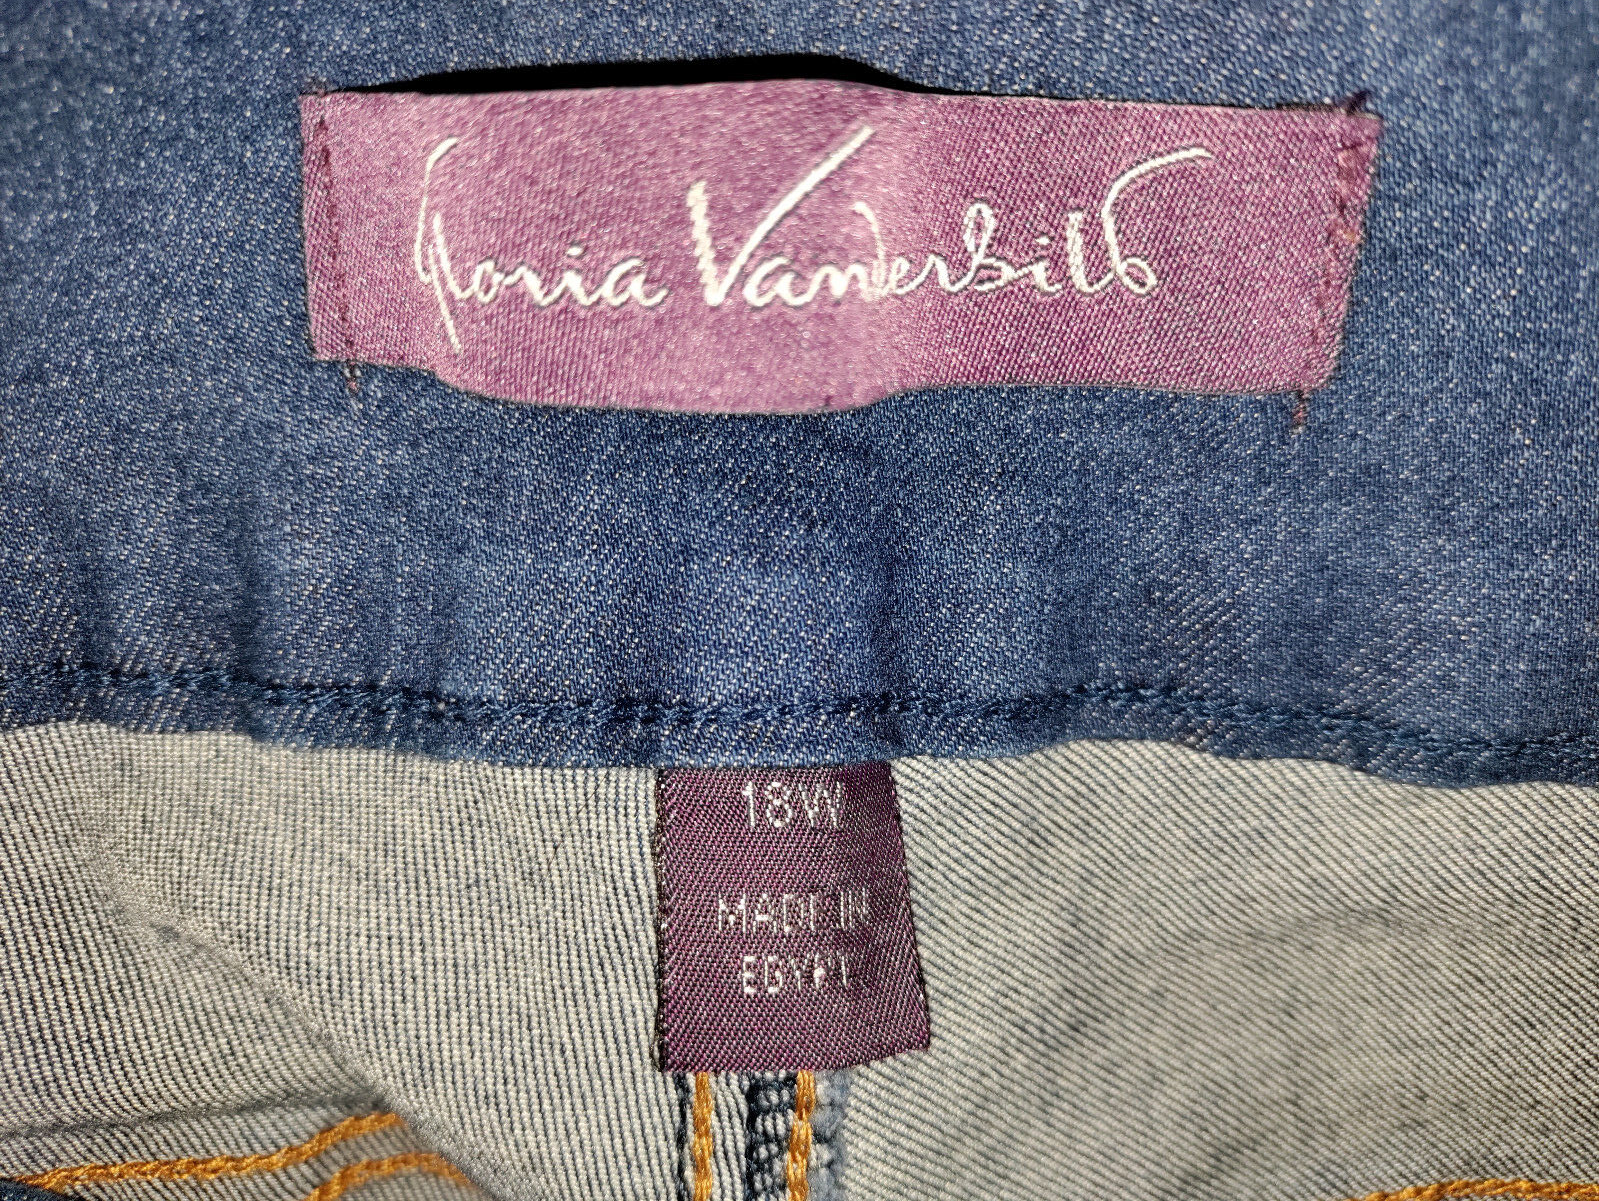 Gloria Vanderbilt
18W
MADE IN
EGYPT